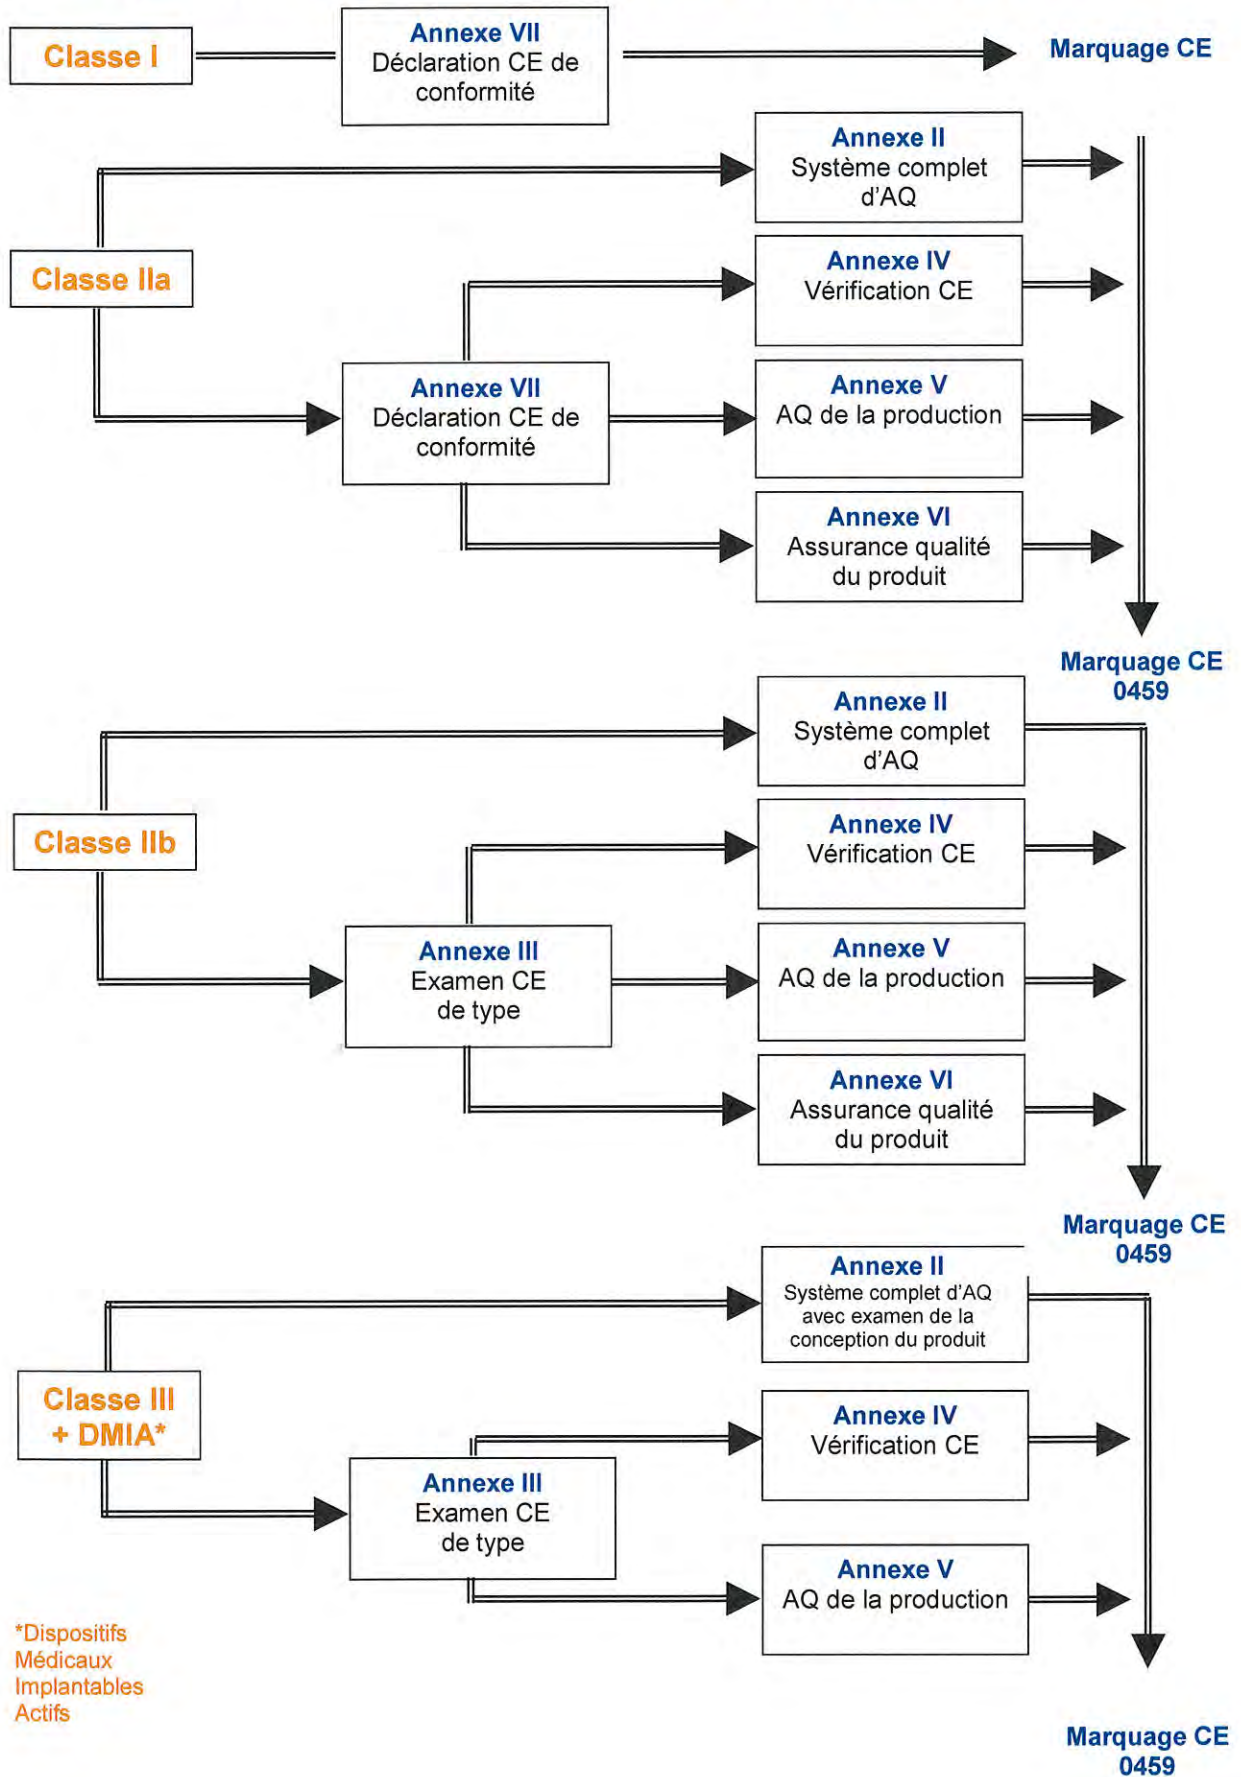 Classe I
Annexe VII
Déclaration CE de
conformité
Marquage CE
Annexe II
Système complet
d'AQ
Classe IIa
Annexe IV
Vérification CE
Annexe VII
Déclaration CE de
conformité
Annexe V
AQ de la production
Annexe VI
Assurance qualité
du produit
Marquage CE
0459
Annexe II
Système complet
d'AQ
Classe IIb
Annexe IV
Vérification CE
Annexe III
Examen CE
de type
Annexe V
AQ de la production
Annexe VI
Assurance qualité
du produit
Marquage CE
0459
Annexe II
Système complet d'AQ
avec examen de la
conception du produit
Classe III
+ DMIA*
Annexe IV
Vérification CE
Annexe III
Examen CE
de type
Annexe V
AQ de la production
*Dispositifs
Médicaux
Implantables
Actifs
Marquage CE
0459